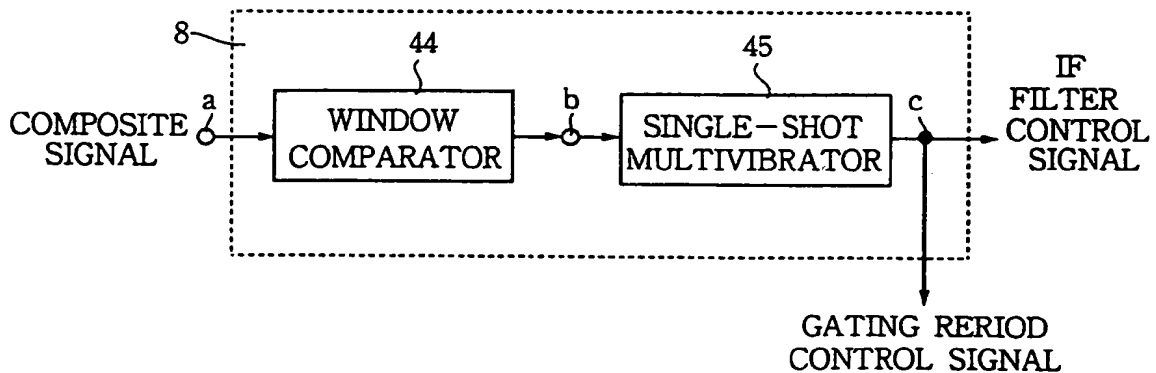 8
44
45
a
b
c
COMPOSITE
SIGNAL
WINDOW
COMPARATOR
SINGLE-SHOT
MULTIVIBRATOR
IF
FILTER
CONTROL
SIGNAL
GATING RERIOD
CONTROL SIGNAL